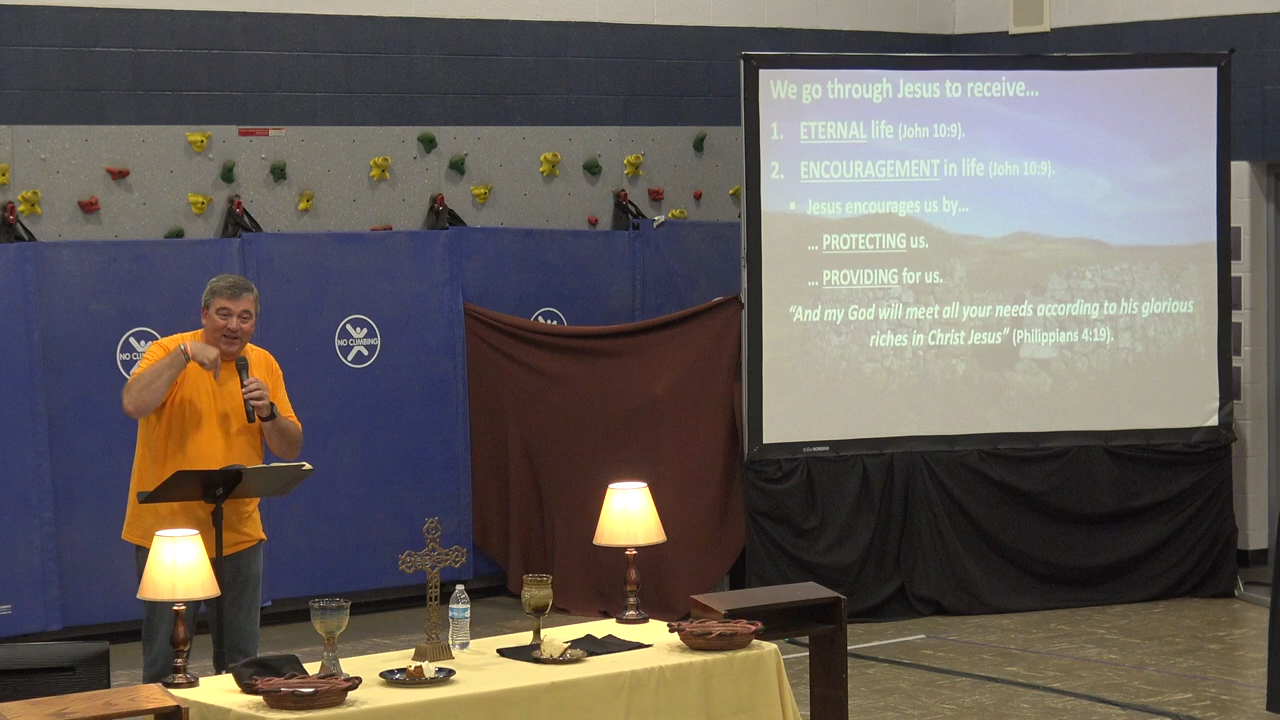 We go through Jesus to receive...
1. ETERNAL life (John 10:9).
2. ENCOURAGEMENT in life (John 10:9).
▪ Jesus encourages us by...
... PROTECTING us.
... PROVIDING for us.
“And my God will meet all your needs according to his glorious
riches in Christ Jesus” (Philippians 4:19).
NO CLIMBING
NO CLIMBING